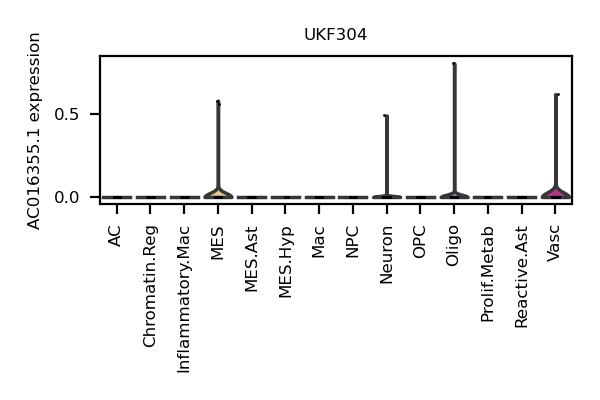 UKF304
AC016355.1 expression
0.5
0.0
AC
Chromatin.Reg
Inflammatory.Mac
MES
MES.Ast
MES.Hyp
Mac
NPC
Neuron
OPC
Oligo
Prolif.Metab
Reactive.Ast
Vasc